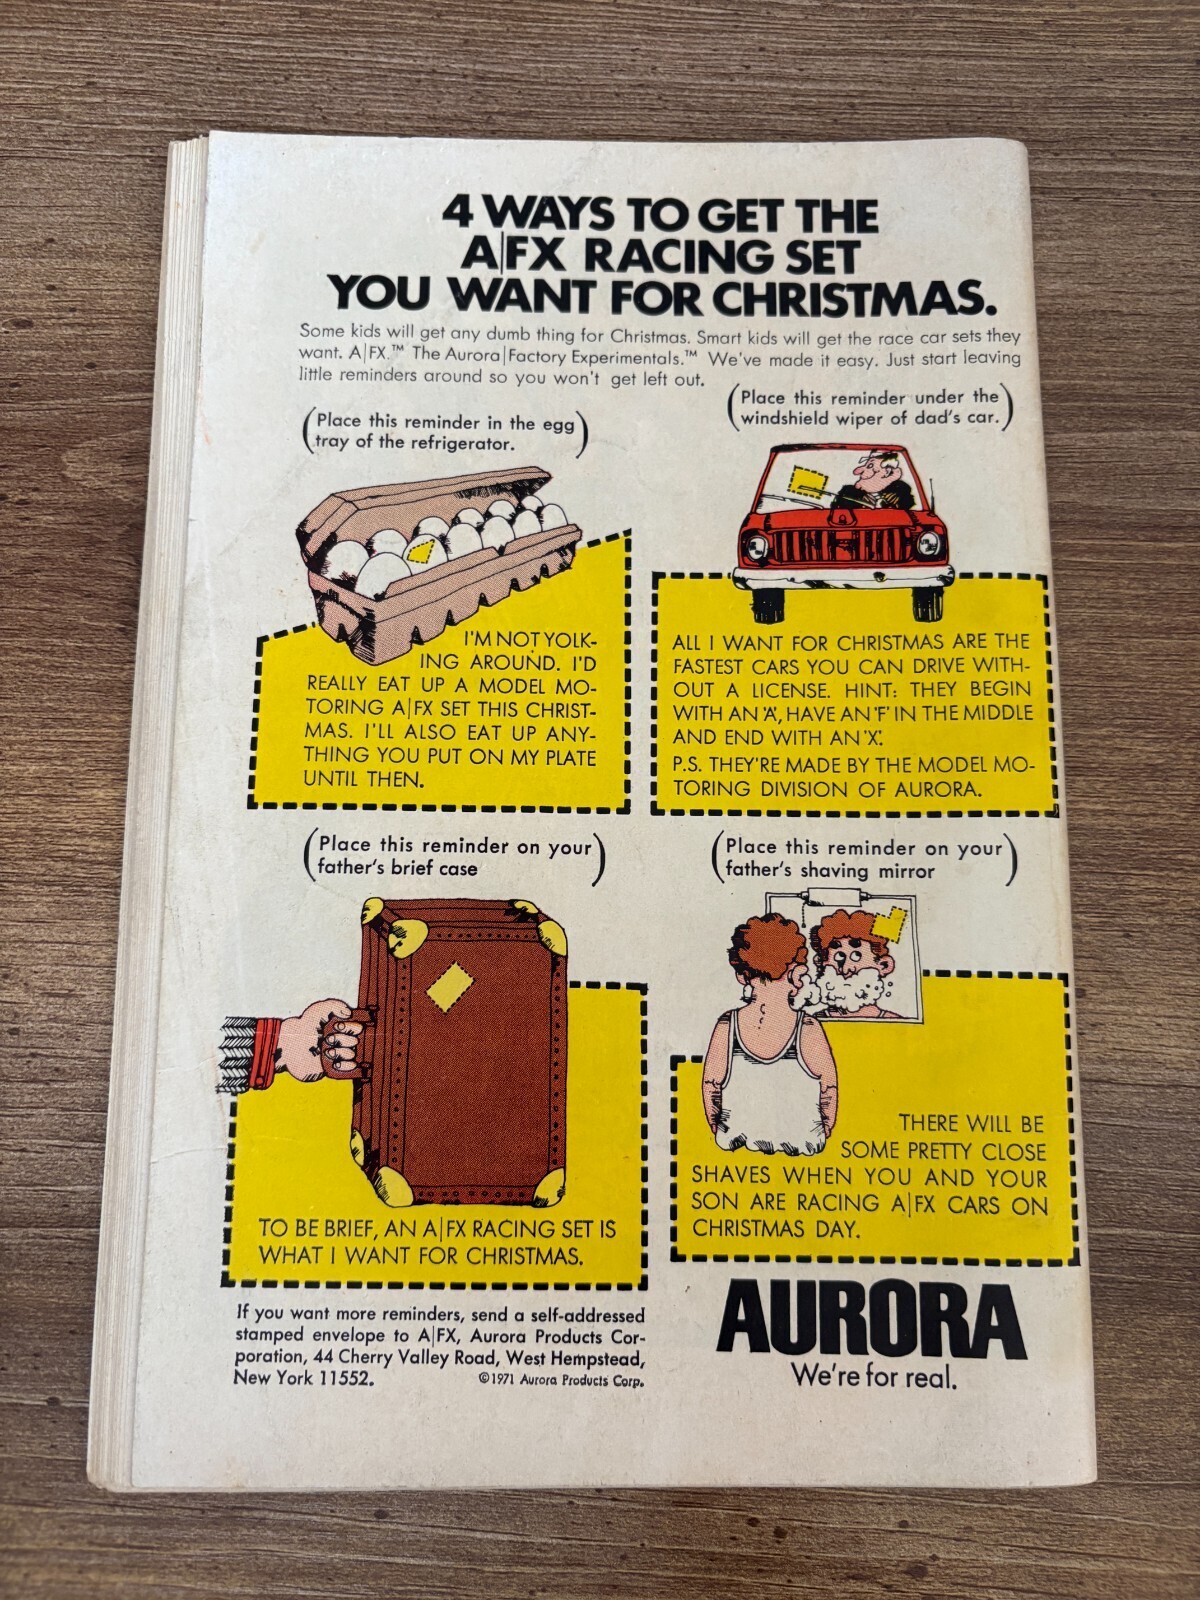 4 WAYS TO GET THE
A|FX RACING SET
YOU WANT FOR CHRISTMAS.
Some kids will get any dumb thing for Christmas. Smart kids will get the race car sets they
want. A|FX.™ The Aurora|Factory Experimentals.™ We've made it easy. Just start leaving
little reminders around so you won't get left out.
(Place this reminder in the egg
tray of the refrigerator.)
(Place this reminder under the
windshield wiper of dad's car.)
I'M NOT YOLK-
ING AROUND. I'D
REALLY EAT UP A MODEL MO-
TORING A|FX SET THIS CHRIST-
MAS. I'LL ALSO EAT UP ANY-
THING YOU PUT ON MY PLATE
UNTIL THEN.
ALL I WANT FOR CHRISTMAS ARE THE
FASTEST CARS YOU CAN DRIVE WITH-
OUT A LICENSE. HINT: THEY BEGIN
WITH AN 'A', HAVE AN 'F' IN THE MIDDLE
AND END WITH AN 'X'.
P.S. THEY'RE MADE BY THE MODEL MO-
TORING DIVISION OF AURORA.
(Place this reminder on your
father's brief case)
(Place this reminder on your
father's shaving mirror)
TO BE BRIEF, AN A|FX RACING SET IS
WHAT I WANT FOR CHRISTMAS.
THERE WILL BE
SOME PRETTY CLOSE
SHAVES WHEN YOU AND YOUR
SON ARE RACING A|FX CARS ON
CHRISTMAS DAY.
If you want more reminders, send a self-addressed
stamped envelope to A|FX, Aurora Products Cor-
poration, 44 Cherry Valley Road, West Hempstead,
New York 11552. ©1971 Aurora Products Corp.
AURORA
We're for real.